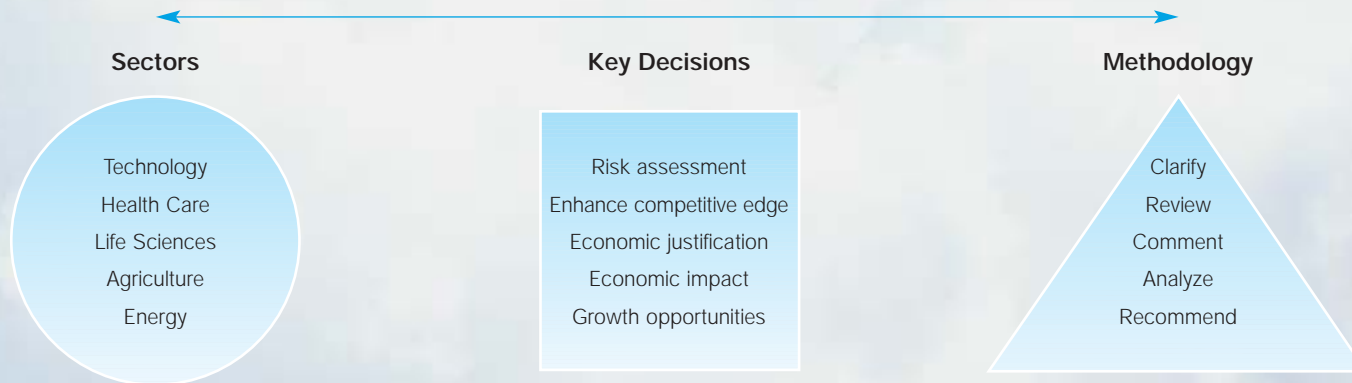 Sectors
Technology
Health Care
Life Sciences
Agriculture
Energy
Key Decisions
Risk assessment
Enhance competitive edge
Economic justification
Economic impact
Growth opportunities
Methodology
Clarify
Review
Comment
Analyze
Recommend